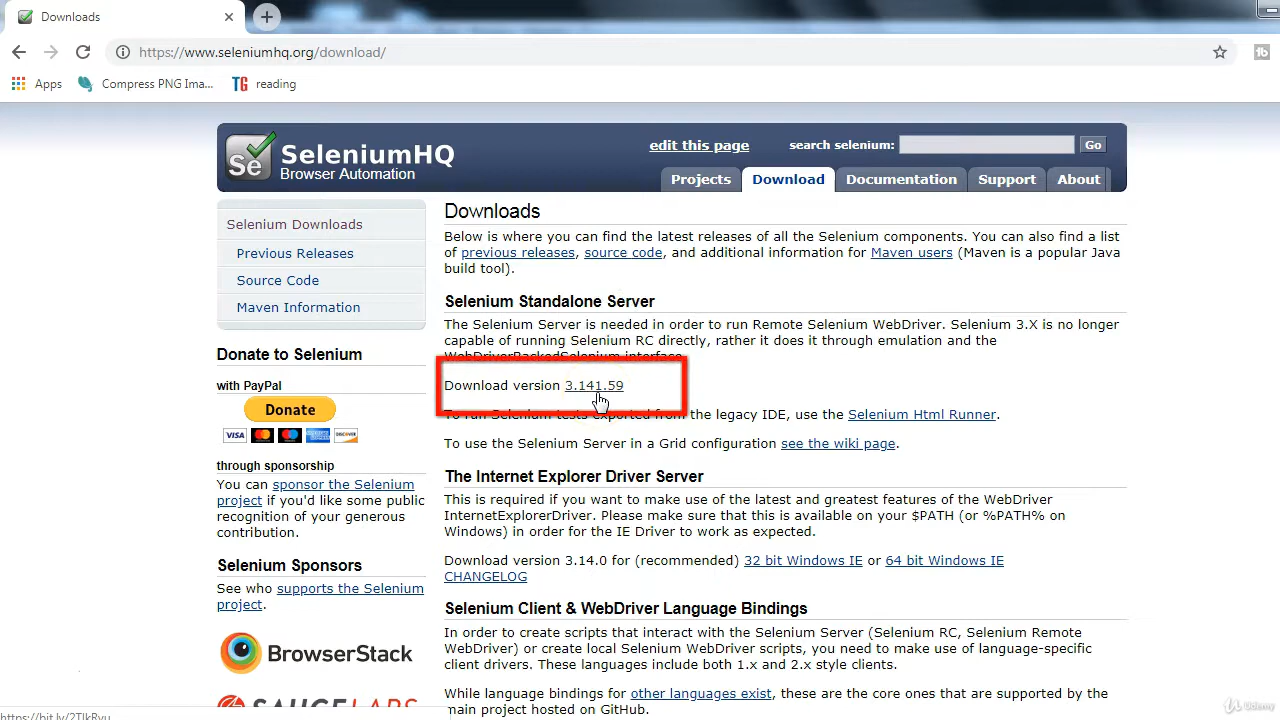 Downloads
https://www.seleniumhq.org/download/
Apps
Compress PNG Ima...
TG reading
Se SeleniumHQ
Browser Automation
edit this page
search selenium:
Go
Projects
Download
Documentation
Support
About
Selenium Downloads
Previous Releases
Source Code
Maven Information
Donate to Selenium
with PayPal
Donate
VISA
DISCOVER
through sponsorship
You can sponsor the Selenium
project if you'd like some public
recognition of your generous
contribution.
Selenium Sponsors
See who supports the Selenium
project.
BrowserStack
SAUCE LABS
https://bit.ly/2TlkRyu
Downloads
Below is where you can find the latest releases of all the Selenium components. You can also find a list
of previous releases, source code, and additional information for Maven users (Maven is a popular Java
build tool).
Selenium Standalone Server
The Selenium Server is needed in order to run Remote Selenium WebDriver. Selenium 3.X is no longer
capable of running Selenium RC directly, rather it does it through emulation and the
WebDriverBackedSelenium interface.
Download version 3.141.59
To run Selenium tests exported from the legacy IDE, use the Selenium Html Runner.
To use the Selenium Server in a Grid configuration see the wiki page.
The Internet Explorer Driver Server
This is required if you want to make use of the latest and greatest features of the WebDriver
InternetExplorerDriver. Please make sure that this is available on your $PATH (or %PATH% on
Windows) in order for the IE Driver to work as expected.
Download version 3.14.0 for (recommended) 32 bit Windows IE or 64 bit Windows IE
CHANGELOG
Selenium Client & WebDriver Language Bindings
In order to create scripts that interact with the Selenium Server (Selenium RC, Selenium Remote
WebDriver) or create local Selenium WebDriver scripts, you need to make use of language-specific
client drivers. These languages include both 1.x and 2.x style clients.
While language bindings for other languages exist, these are the core ones that are supported by the
main project hosted on GitHub.
Udemy